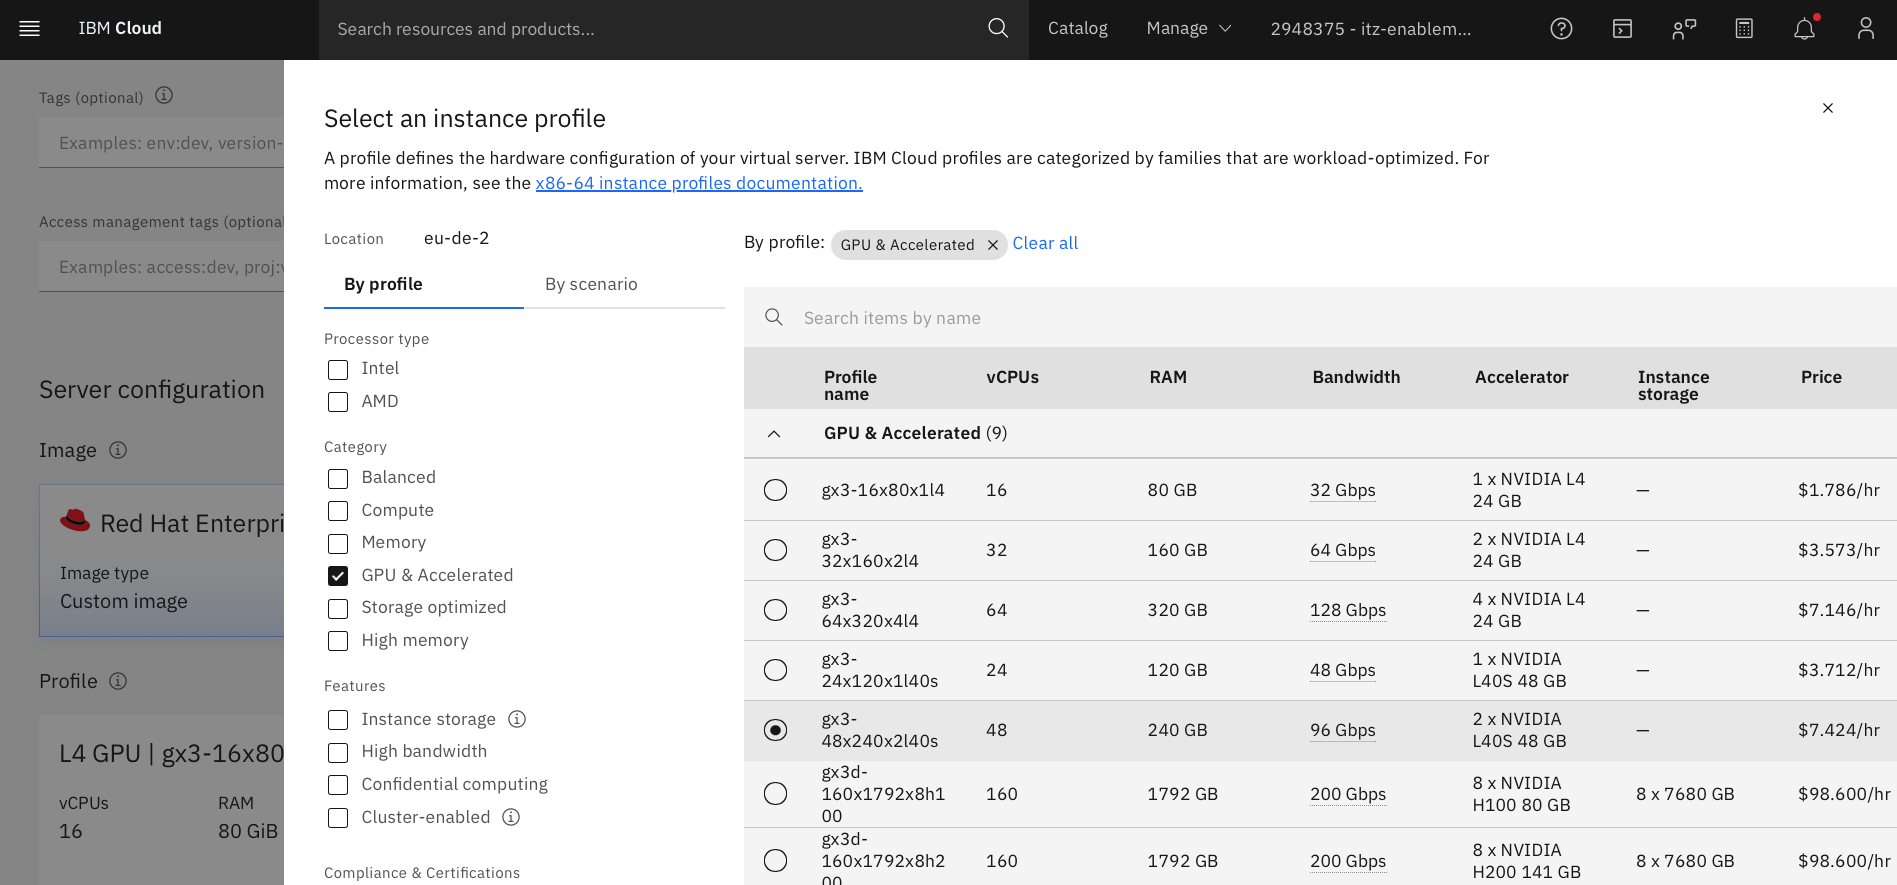 IBM Cloud
Search resources and products...
Catalog
Manage
2948375 - itz-enablem...
Tags (optional)
Examples: env:dev, version-
Access management tags (optional
Examples: access:dev, proj:v
Server configuration
Image
Red Hat Enterpri
Image type
Custom image
Profile
L4 GPU | gx3-16x80
vCPUs RAM
16 80 GiB
Select an instance profile
A profile defines the hardware configuration of your virtual server. IBM Cloud profiles are categorized by families that are workload-optimized. For
more information, see the x86-64 instance profiles documentation.
Location eu-de-2
By profile By scenario
Processor type
Intel
AMD
Category
Balanced
Compute
Memory
GPU & Accelerated
Storage optimized
High memory
Features
Instance storage
High bandwidth
Confidential computing
Cluster-enabled
Compliance & Certifications
By profile: GPU & Accelerated Clear all
Search items by name
Profile name vCPUs RAM Bandwidth Accelerator Instance storage Price
GPU & Accelerated (9)
gx3-16x80x1l4 16 80 GB 32 Gbps 1 x NVIDIA L4 24 GB — $1.786/hr
gx3-32x160x2l4 32 160 GB 64 Gbps 2 x NVIDIA L4 24 GB — $3.573/hr
gx3-64x320x4l4 64 320 GB 128 Gbps 4 x NVIDIA L4 24 GB — $7.146/hr
gx3-24x120x1l40s 24 120 GB 48 Gbps 1 x NVIDIA L40S 48 GB — $3.712/hr
gx3-48x240x2l40s 48 240 GB 96 Gbps 2 x NVIDIA L40S 48 GB — $7.424/hr
gx3d-160x1792x8h100 160 1792 GB 200 Gbps 8 x NVIDIA H100 80 GB 8 x 7680 GB $98.600/hr
gx3d-160x1792x8h200 160 1792 GB 200 Gbps 8 x NVIDIA H200 141 GB 8 x 7680 GB $98.600/hr